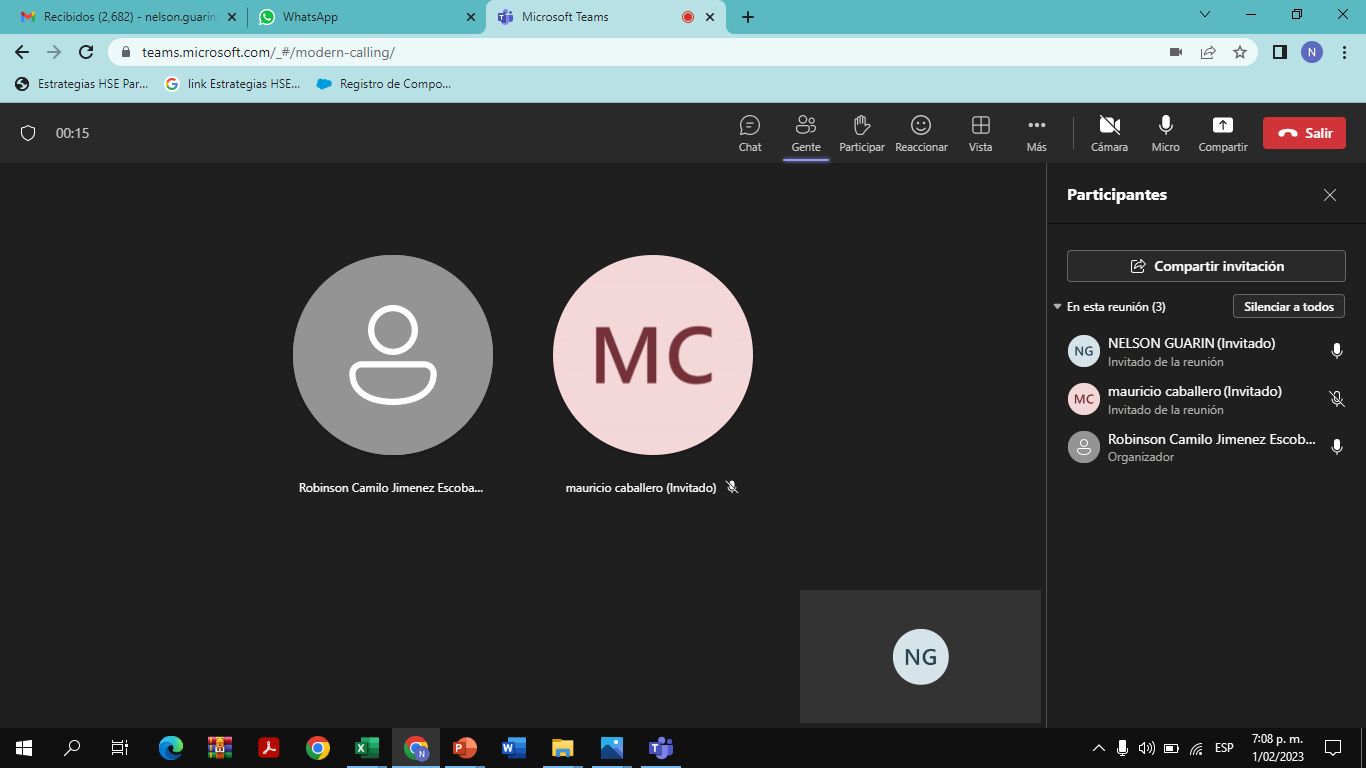 Recibidos (2,682) - nelson.guarin
WhatsApp
Microsoft Teams
teams.microsoft.com/_#/modern-calling/
N
Estrategias HSE Par...
link Estrategias HSE...
Registro de Compo...
00:15
Chat
Gente
Participar
Reaccionar
Vista
Más
Cámara
Micro
Compartir
Salir
Participantes
Compartir invitación
En esta reunión (3)
Silenciar a todos
NG
NELSON GUARIN (Invitado)
Invitado de la reunión
MC
mauricio caballero (Invitado)
Invitado de la reunión
Robinson Camilo Jimenez Escob...
Organizador
MC
Robinson Camilo Jimenez Escoba...
mauricio caballero (Invitado)
NG
ESP
7:08 p. m.
1/02/2023